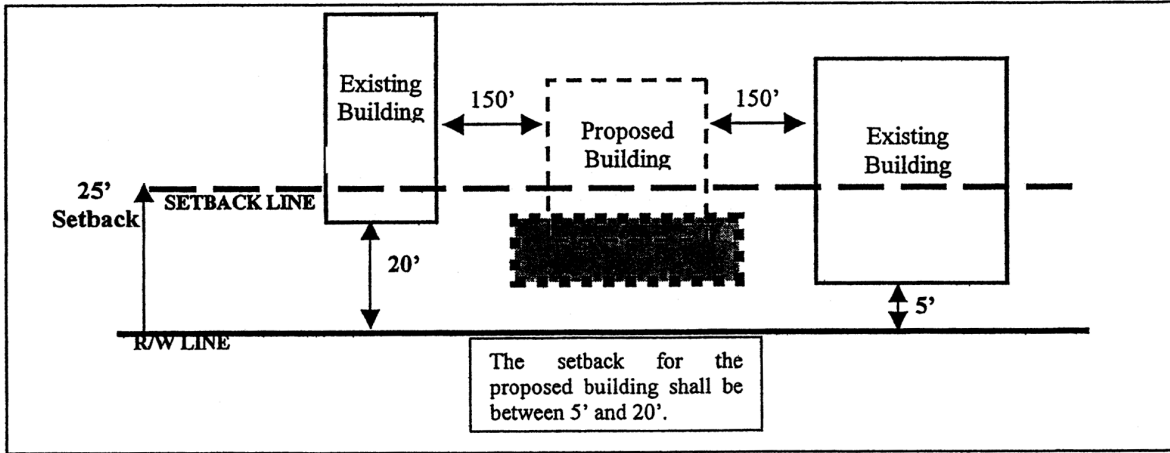 Existing
Building
150’
Proposed
Building
150’
Existing
Building
25’
Setback
SETBACK LINE
20’
5’
R/W LINE
The setback for the
proposed building shall be
between 5’ and 20’.